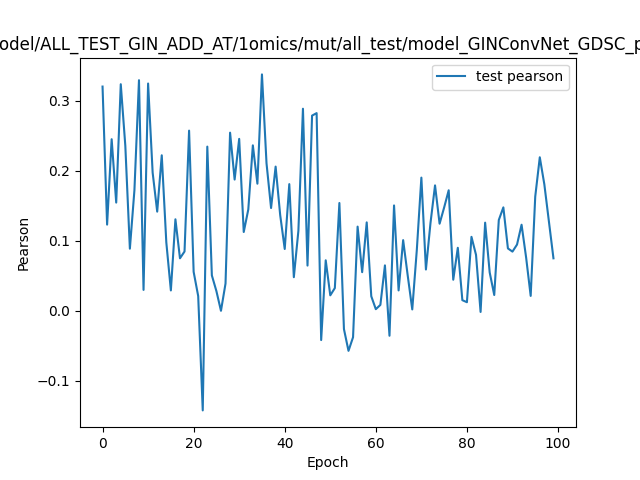 odel/ALL_TEST_GIN_ADD_AT/1omics/mut/all_test/model_GINConvNet_GDSC_p
test pearson
0.3
0.2
0.1
0.0
−0.1
Pearson
0 20 40 60 80 100
Epoch